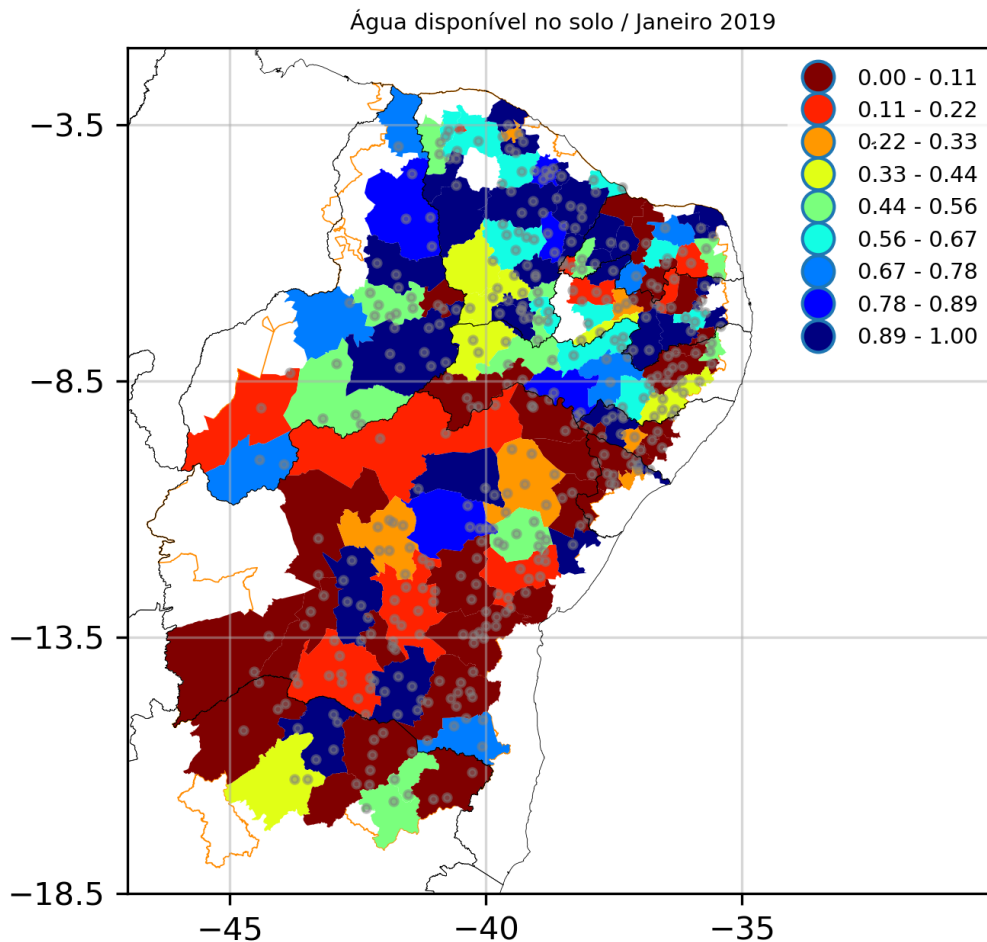 Água disponível no solo / Janeiro 2019
0.00 - 0.11
0.11 - 0.22
0.22 - 0.33
0.33 - 0.44
0.44 - 0.56
0.56 - 0.67
0.67 - 0.78
0.78 - 0.89
0.89 - 1.00
−3.5
−8.5
−13.5
−18.5
−45
−40
−35